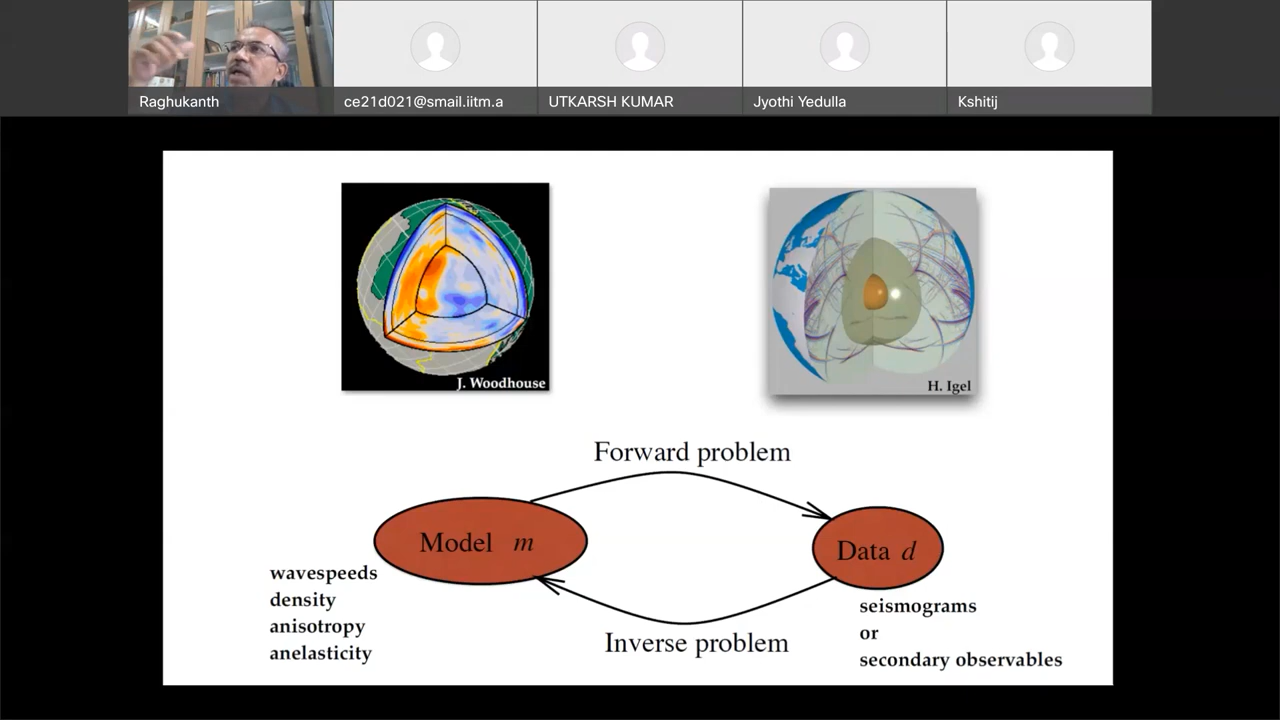 Raghukanth
ce21d021@smail.iitm.a
UTKARSH KUMAR
Jyothi Yedulla
Kshitij
J. Woodhouse
H. Igel
Forward problem
Model m
Data d
wavespeeds
density
anisotropy
anelasticity
Inverse problem
seismograms
or
secondary observables